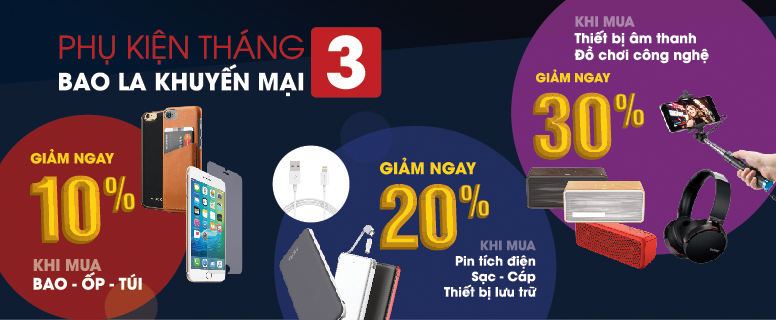 PHỤ KIỆN THÁNG 3
BAO LA KHUYẾN MẠI
GIẢM NGAY
10%
KHI MUA
BAO - ỐP - TÚI
GIẢM NGAY
20%
KHI MUA
Pin tích điện
Sạc - Cáp
Thiết bị lưu trữ
KHI MUA
Thiết bị âm thanh
Đồ chơi công nghệ
GIẢM NGAY
30%